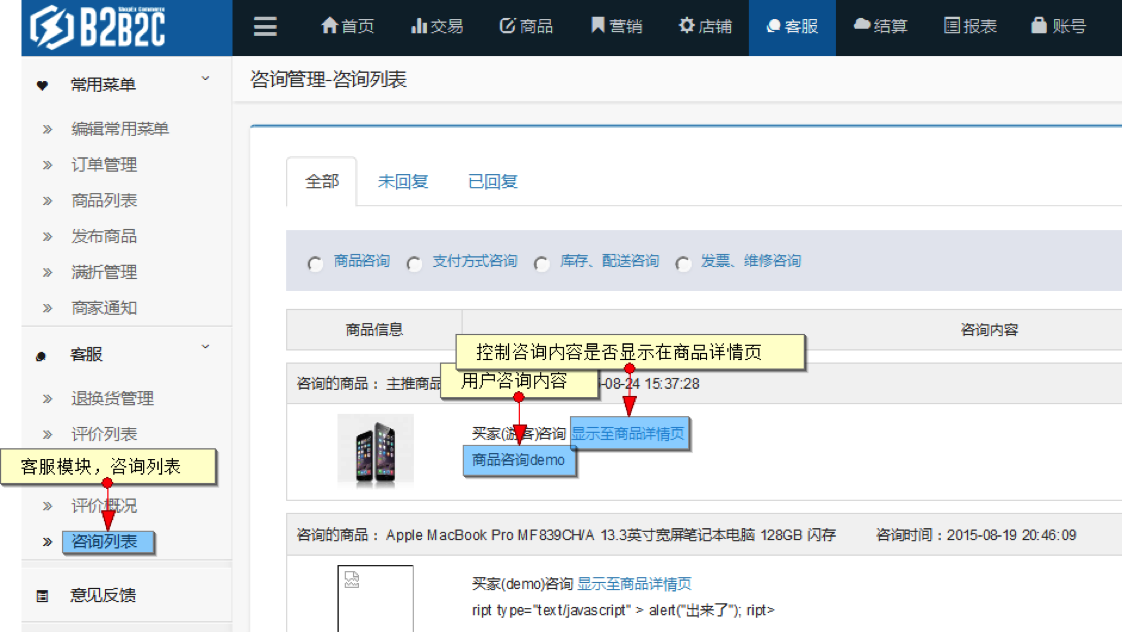 B2B2C
首页 交易 商品 营销 店铺 客服 结算 报表 账号
常用菜单
编辑常用菜单
订单管理
商品列表
发布商品
满折管理
商家通知
客服
退换货管理
评价列表
客服模块，咨询列表
评价概况
咨询列表
意见反馈
咨询管理-咨询列表
全部 未回复 已回复
商品咨询 支付方式咨询 库存、配送咨询 发票、维修咨询
商品信息 咨询内容
控制咨询内容是否显示在商品详情页
用户咨询内容
咨询的商品： 主推商品 -08-24 15:37:28
买家(游客)咨询 显示至商品详情页
商品咨询demo
咨询的商品： Apple MacBook Pro MF839CH/A 13.3英寸宽屏笔记本电脑 128GB 闪存 咨询时间：2015-08-19 20:46:09
买家(demo)咨询 显示至商品详情页
ript type="text/javascript" > alert("出来了"); ript>